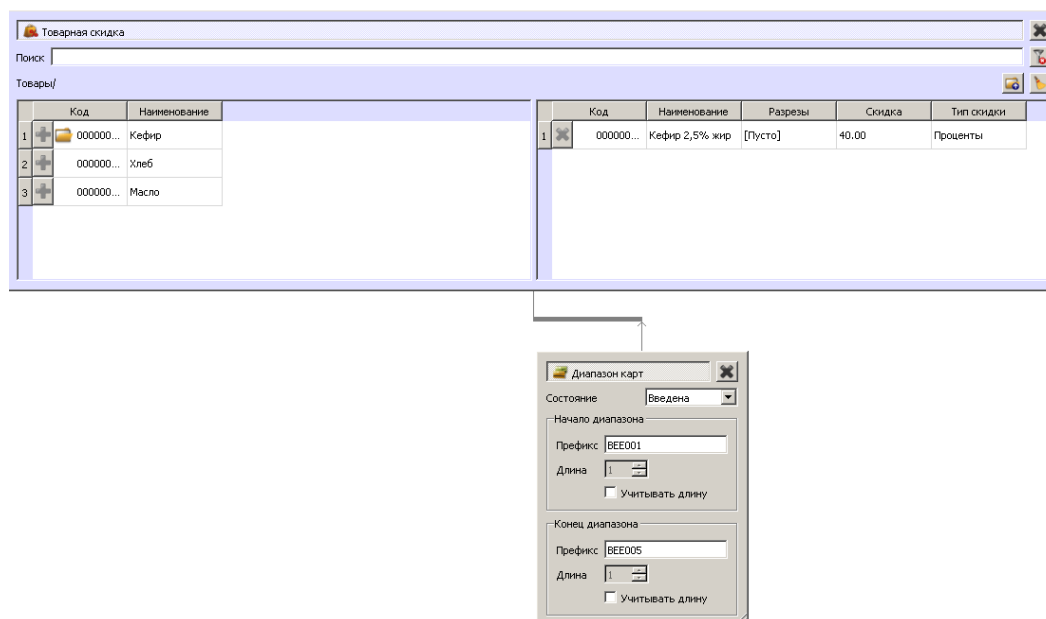 Товарная скидка
Поиск
Товары/
Код Наименование
1 000000... Кефир
2 000000... Хлеб
3 000000... Масло
Код Наименование Разрезы Скидка Тип скидки
1 000000... Кефир 2,5% жир [Пусто] 40.00 Проценты
Диапазон карт
Состояние Введена
Начало диапазона
Префикс BEE001
Длина 1
Учитывать длину
Конец диапазона
Префикс BEE005
Длина 1
Учитывать длину